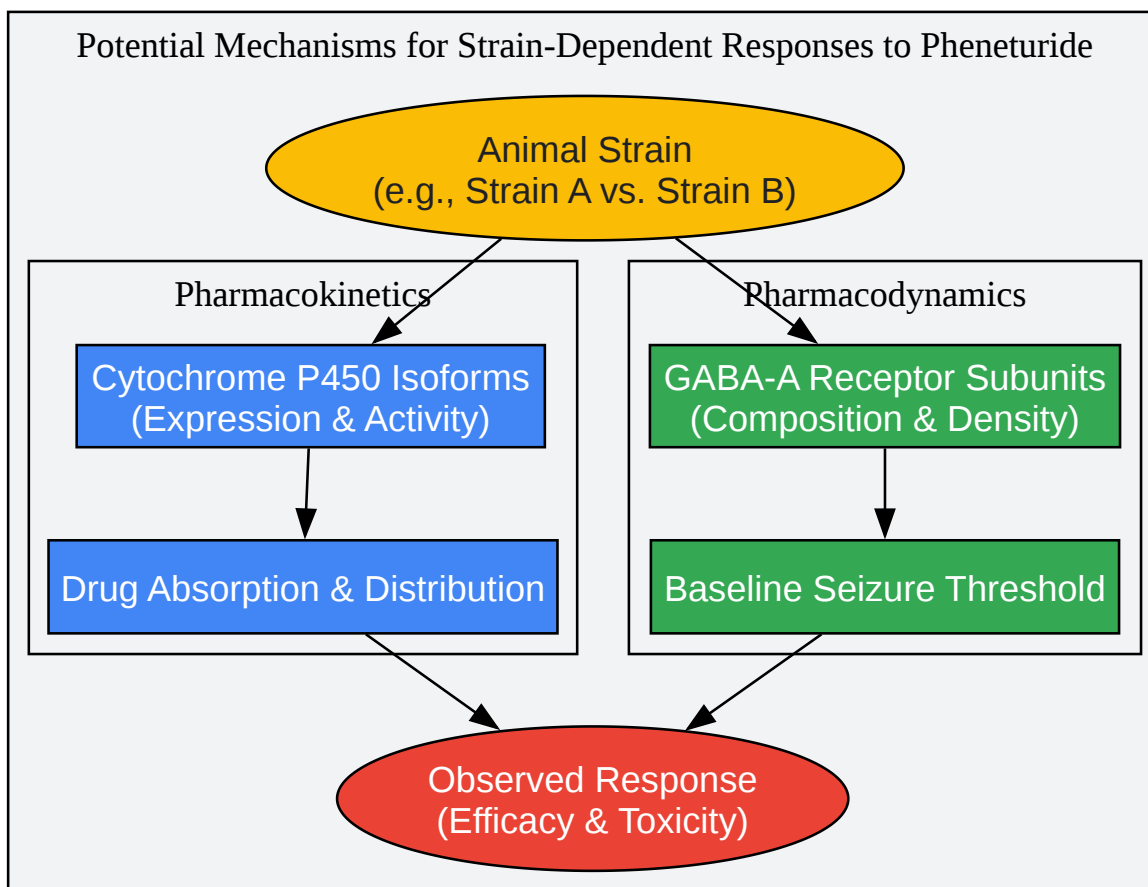 Potential Mechanisms for Strain-Dependent Responses to Pheneturide
Animal Strain
(e.g., Strain A vs. Strain B)
Pharmacokinetics
Pharmacodynamics
Cytochrome P450 Isoforms
(Expression & Activity)
GABA-A Receptor Subunits
(Composition & Density)
Drug Absorption & Distribution
Baseline Seizure Threshold
Observed Response
(Efficacy & Toxicity)